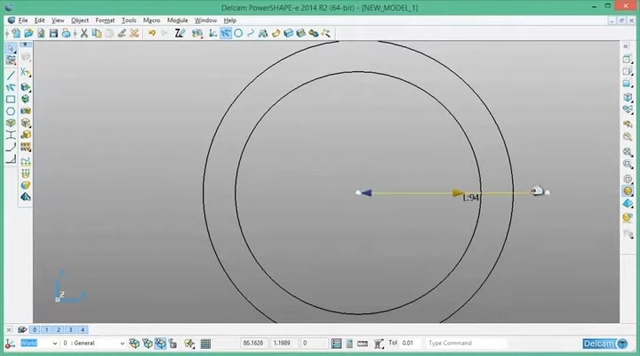 Delcam PowerSHAPE-e 2014 R2 (64-bit) - [NEW_MODEL_1]
File Edit View Object Format Tools Macro Module Window Help
L:94
Z
0 1 2 3 4
World 0 : General 86.1626 1.1989 0 Tol 0.01 Type Command Delcam